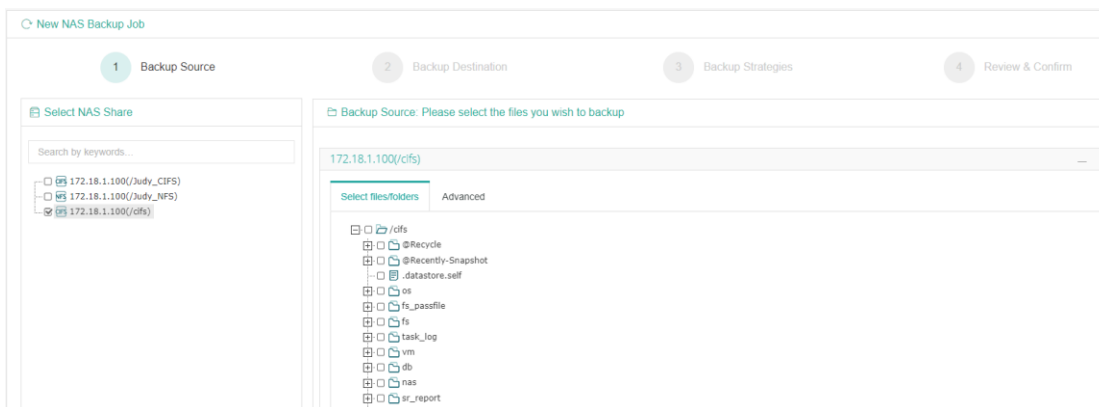 New NAS Backup Job
1 Backup Source 2 Backup Destination 3 Backup Strategies 4 Review & Confirm
Select NAS Share
Search by keywords...
CIFS 172.18.1.100(/Judy_CIFS)
NFS 172.18.1.100(/Judy_NFS)
CIFS 172.18.1.100(/cifs)
Backup Source: Please select the files you wish to backup
172.18.1.100(/cifs)
Select files/folders Advanced
/cifs
@Recycle
@Recently-Snapshot
.datastore.self
os
fs_passfile
fs
task_log
vm
db
nas
sr_report